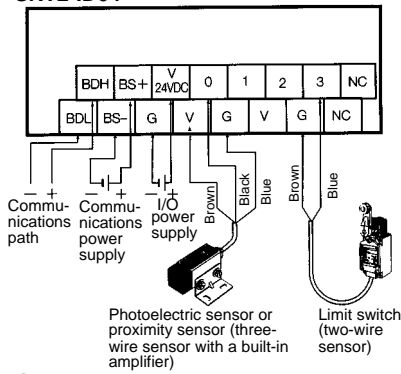 BDH BS+ V 24VDC 0 1 2 3 NC
BDL BS– G V G V G NC
– + – + – +
Brown Black Blue Brown Blue
Commu-
nications
path
Commu-
nications
power
supply
I/O
power
supply
Photoelectric sensor or
proximity sensor (three-
wire sensor with a built-in
amplifier)
Limit switch
(two-wire
sensor)